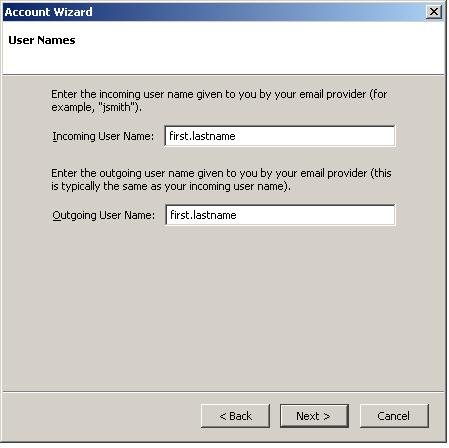 Account Wizard
User Names
Enter the incoming user name given to you by your email provider (for
example, "jsmith").
Incoming User Name: first.lastname
Enter the outgoing user name given to you by your email provider (this
is typically the same as your incoming user name).
Outgoing User Name: first.lastname
< Back Next > Cancel